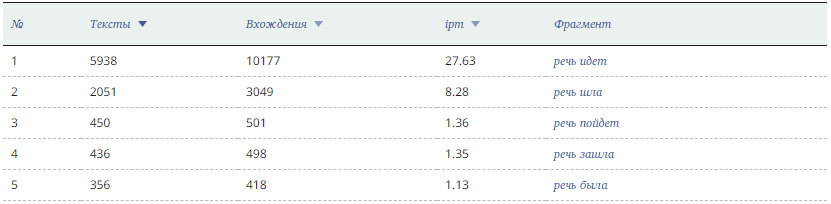 № Тексты Вхождения ipm Фрагмент
1 5938 10177 27.63 речь идет
2 2051 3049 8.28 речь шла
3 450 501 1.36 речь пойдет
4 436 498 1.35 речь зашла
5 356 418 1.13 речь была